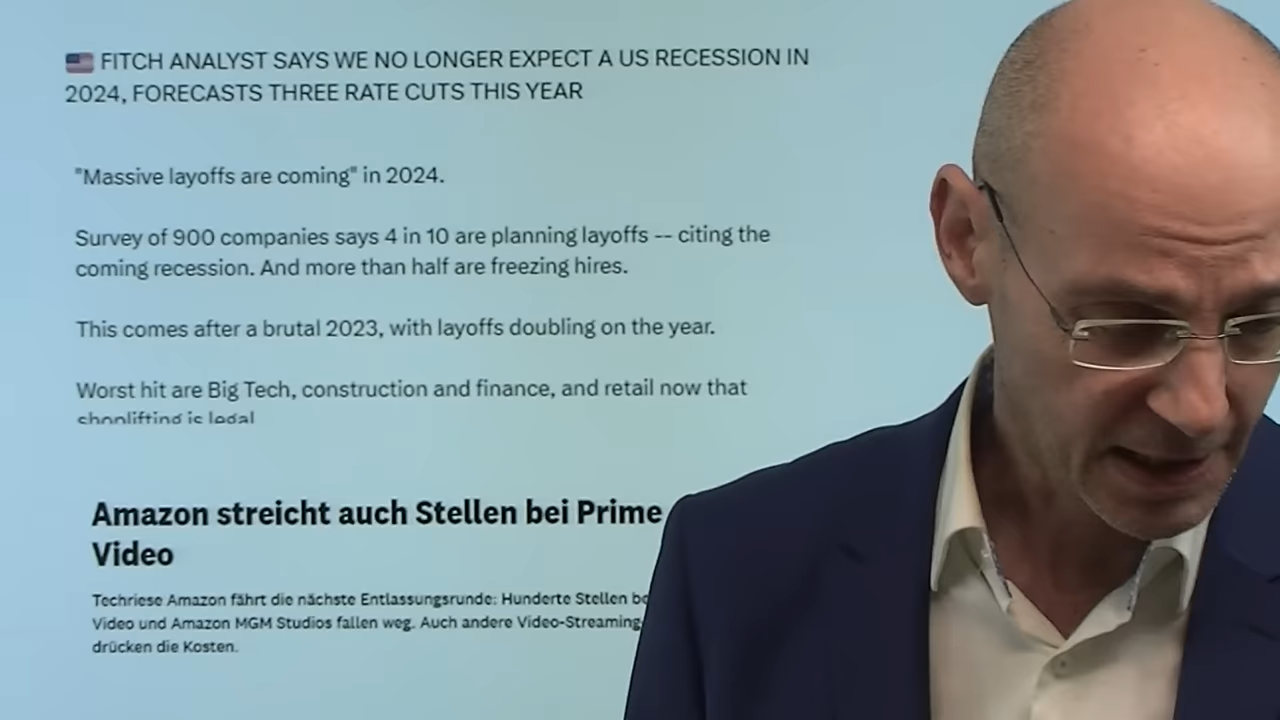 FITCH ANALYST SAYS WE NO LONGER EXPECT A US RECESSION IN
2024, FORECASTS THREE RATE CUTS THIS YEAR
"Massive layoffs are coming" in 2024.
Survey of 900 companies says 4 in 10 are planning layoffs -- citing the
coming recession. And more than half are freezing hires.
This comes after a brutal 2023, with layoffs doubling on the year.
Worst hit are Big Tech, construction and finance, and retail now that
shoplifting is legal
Amazon streicht auch Stellen bei Prime
Video
Techriese Amazon fährt die nächste Entlassungsrunde: Hunderte Stellen
Video und Amazon MGM Studios fallen weg. Auch andere Video-Streaming-
drücken die Kosten.